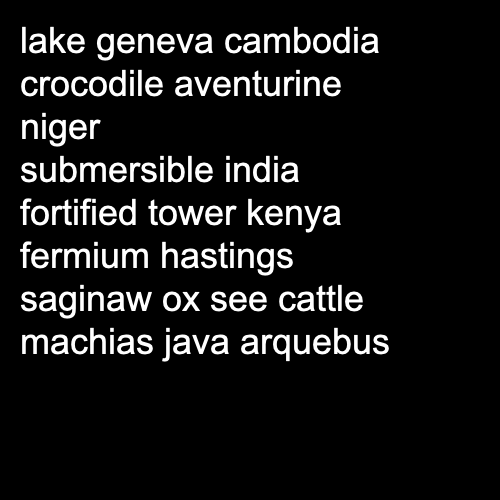 lake geneva cambodia
crocodile aventurine
niger
submersible india
fortified tower kenya
fermium hastings
saginaw ox see cattle
machias java arquebus